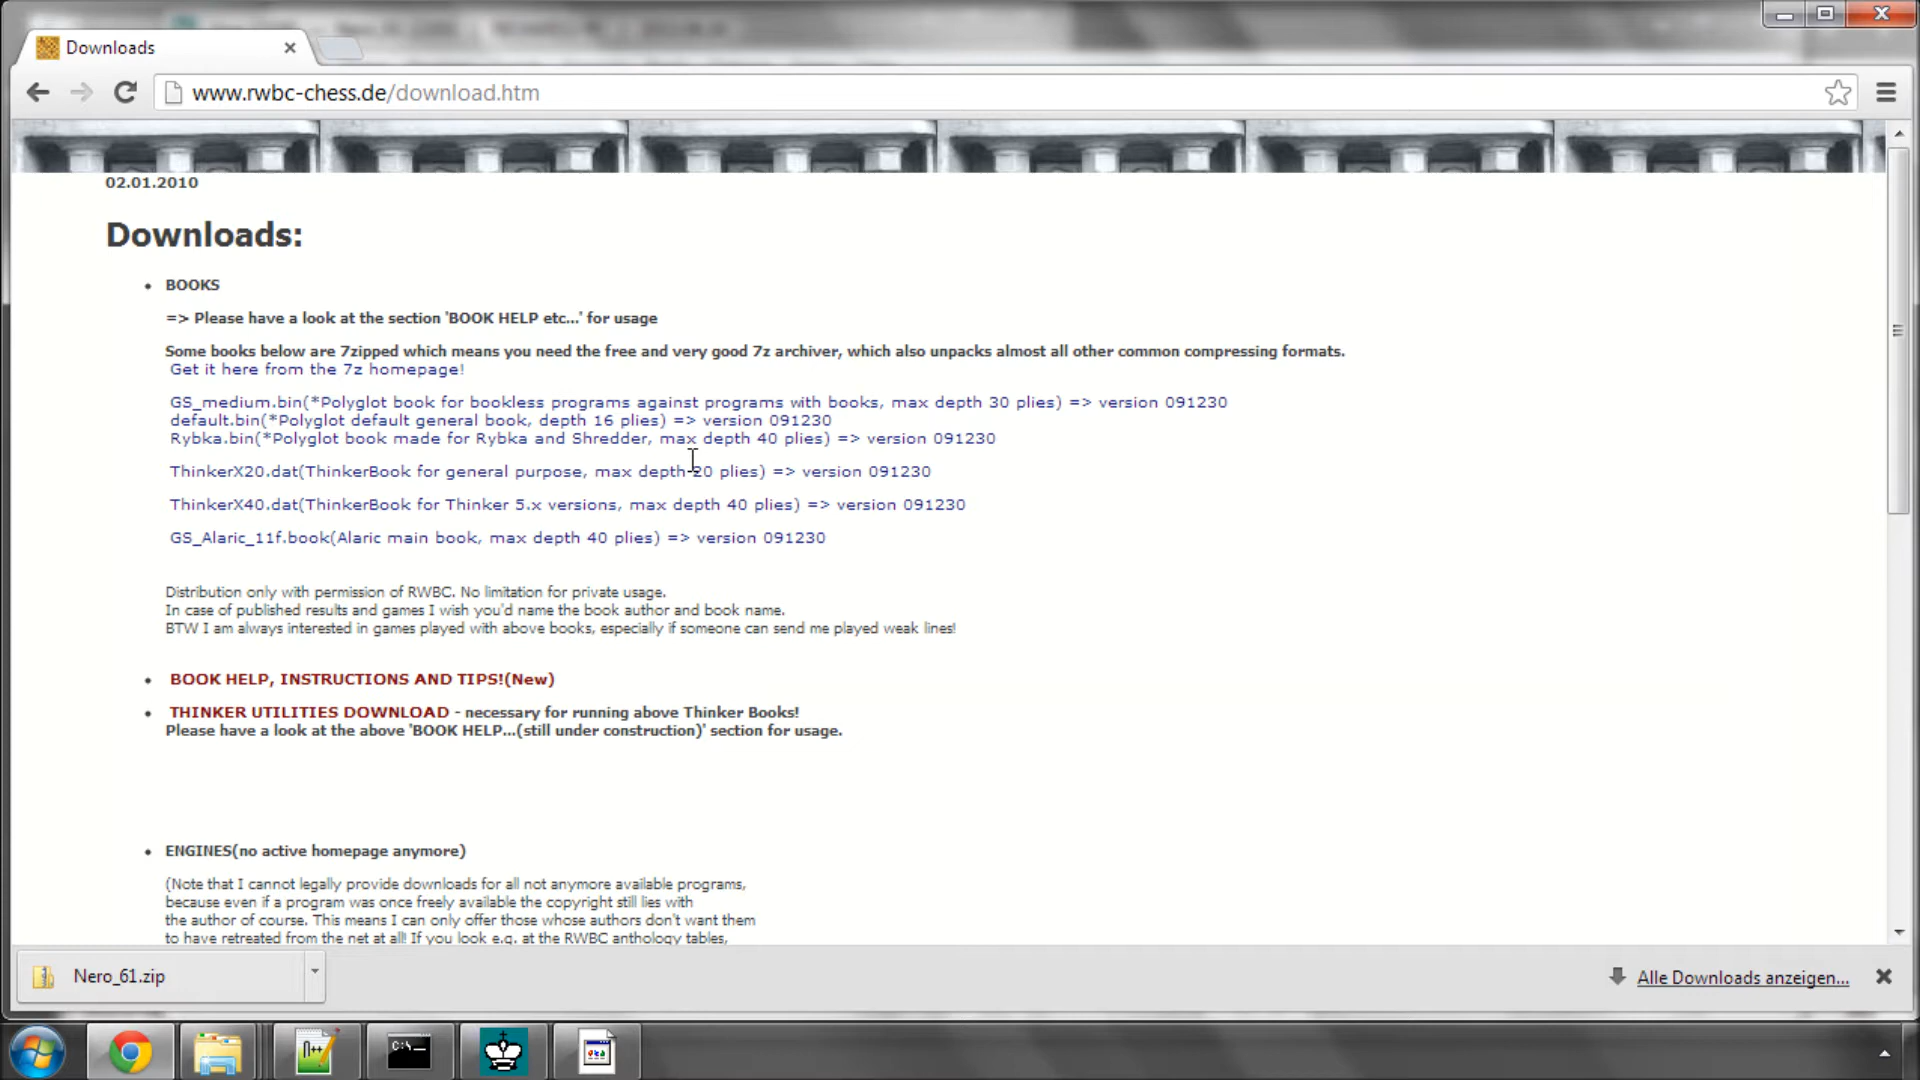 Downloads
www.rwbc-chess.de/download.htm
02.01.2010
Downloads:
BOOKS
=> Please have a look at the section 'BOOK HELP etc...' for usage
Some books below are 7zipped which means you need the free and very good 7z archiver, which also unpacks almost all other common compressing formats.
Get it here from the 7z homepage!
GS_medium.bin(*Polyglot book for bookless programs against programs with books, max depth 30 plies) => version 091230
default.bin(*Polyglot default general book, depth 16 plies) => version 091230
Rybka.bin(*Polyglot book made for Rybka and Shredder, max depth 40 plies) => version 091230
ThinkerX20.dat(ThinkerBook for general purpose, max depth 20 plies) => version 091230
ThinkerX40.dat(ThinkerBook for Thinker 5.x versions, max depth 40 plies) => version 091230
GS_Alaric_11f.book(Alaric main book, max depth 40 plies) => version 091230
Distribution only with permission of RWBC. No limitation for private usage.
In case of published results and games I wish you'd name the book author and book name.
BTW I am always interested in games played with above books, especially if someone can send me played weak lines!
BOOK HELP, INSTRUCTIONS AND TIPS!(New)
THINKER UTILITIES DOWNLOAD - necessary for running above Thinker Books!
Please have a look at the above 'BOOK HELP...(still under construction)' section for usage.
ENGINES(no active homepage anymore)
(Note that I cannot legally provide downloads for all not anymore available programs,
because even if a program was once freely available the copyright still lies with
the author of course. This means I can only offer those whose authors don't want them
to have retreated from the net at all! If you look e.g. at the RWBC anthology tables,
Nero_61.zip
Alle Downloads anzeigen...
C:\